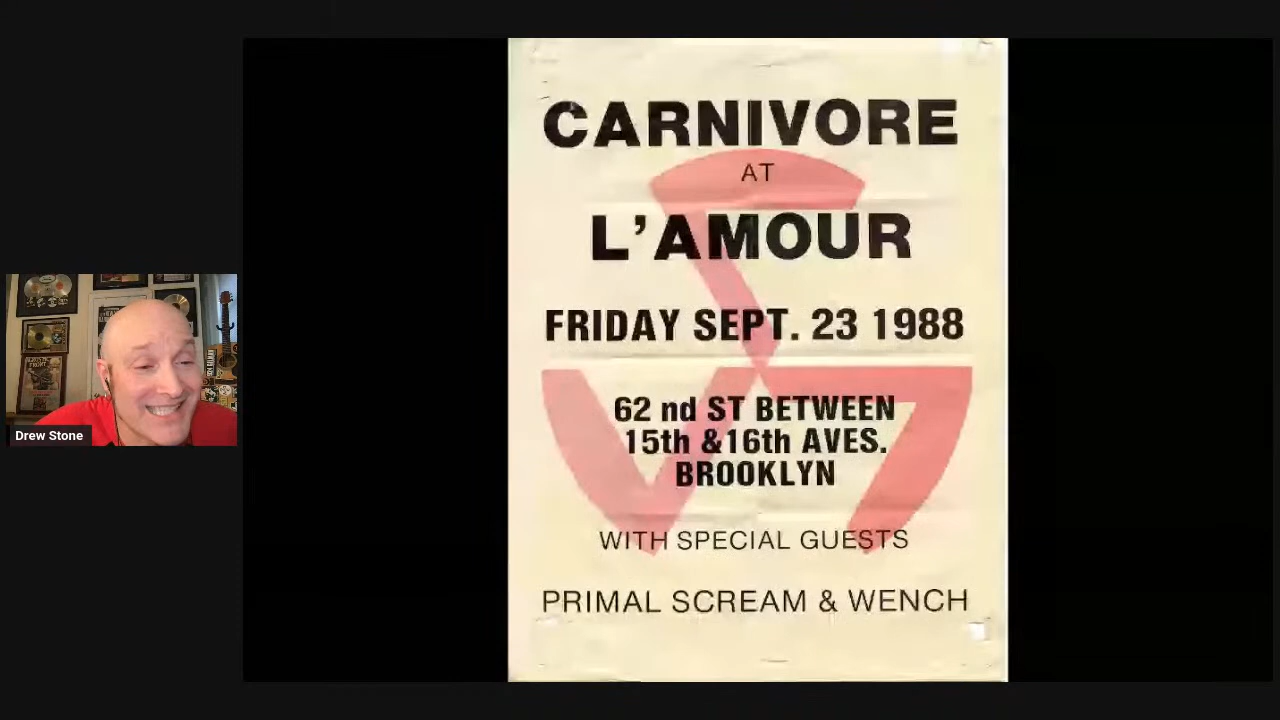 CARNIVORE
AT
L'AMOUR
FRIDAY SEPT. 23 1988
62 nd ST BETWEEN
15th &16th AVES.
BROOKLYN
WITH SPECIAL GUESTS
PRIMAL SCREAM & WENCH
Drew Stone